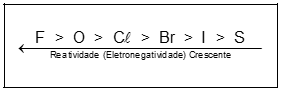 F > O > Cℓ > Br > I > S
Reatividade (Eletronegatividade) Crescente